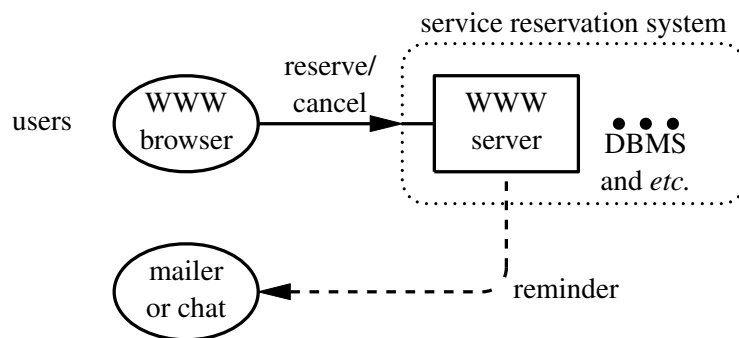 service reservation system
users
WWW
browser
reserve/
cancel
WWW
server
DBMS
and etc.
mailer
or chat
reminder